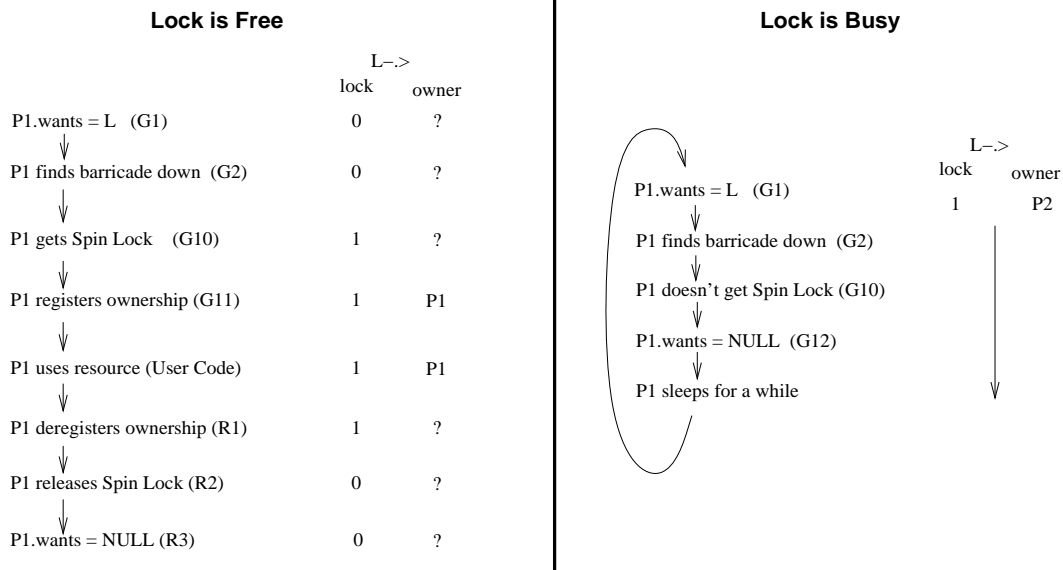 Lock is Free
L−.>
lock owner
P1.wants = L (G1) 0 ?
P1 finds barricade down (G2) 0 ?
P1 gets Spin Lock (G10) 1 ?
P1 registers ownership (G11) 1 P1
P1 uses resource (User Code) 1 P1
P1 deregisters ownership (R1) 1 ?
P1 releases Spin Lock (R2) 0 ?
P1.wants = NULL (R3) 0 ?
Lock is Busy
L−.>
lock owner
1 P2
P1.wants = L (G1)
P1 finds barricade down (G2)
P1 doesn't get Spin Lock (G10)
P1.wants = NULL (G12)
P1 sleeps for a while